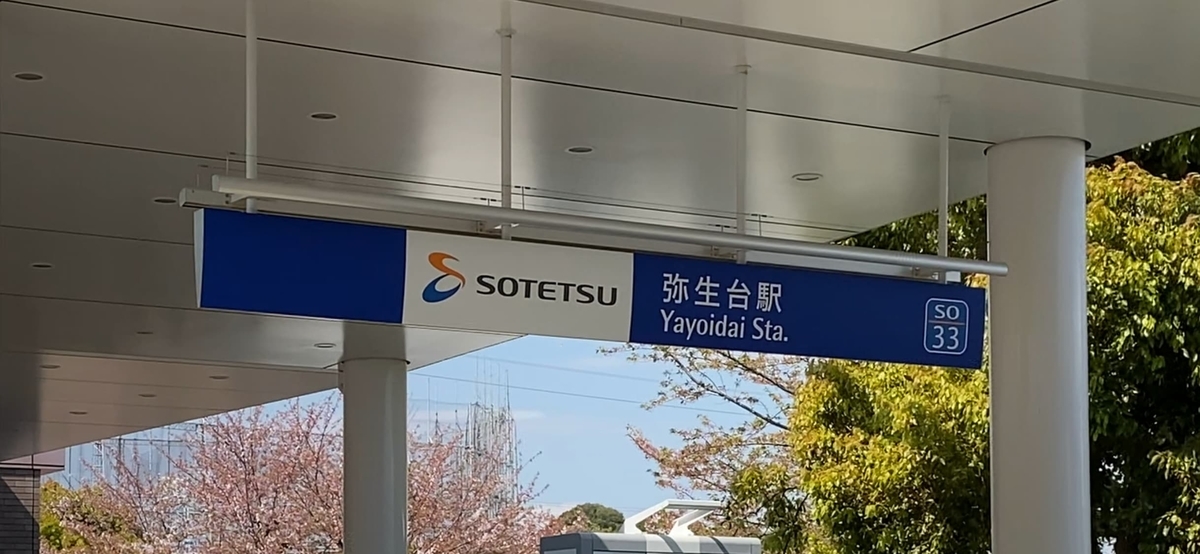 SOTETSU
弥生台駅
Yayoidai Sta.
SO
33